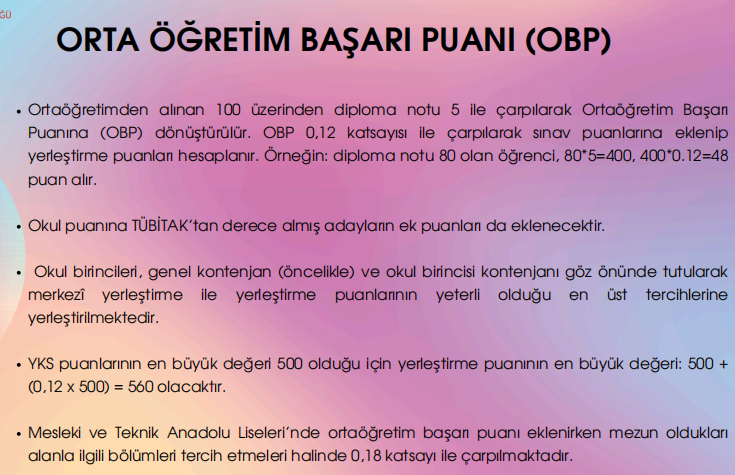 ĞÜ
ORTA ÖĞRETİM BAŞARI PUANI (OBP)
• Ortaöğretimden alınan 100 üzerinden diploma notu 5 ile çarpılarak Ortaöğretim Başarı
Puanına (OBP) dönüştürülür. OBP 0,12 katsayısı ile çarpılarak sınav puanlarına eklenip
yerleştirme puanları hesaplanır. Örneğin: diploma notu 80 olan öğrenci, 80*5=400, 400*0.12=48
puan alır.
• Okul puanına TÜBİTAK'tan derece almış adayların ek puanları da eklenecektir.
• Okul birincileri, genel kontenjan (öncelikle) ve okul birincisi kontenjanı göz önünde tutularak
merkezî yerleştirme ile yerleştirme puanlarının yeterli olduğu en üst tercihlerine
yerleştirilmektedir.
• YKS puanlarının en büyük değeri 500 olduğu için yerleştirme puanının en büyük değeri: 500 +
(0,12 x 500) = 560 olacaktır.
• Mesleki ve Teknik Anadolu Liseleri'nde ortaöğretim başarı puanı eklenirken mezun oldukları
alanla ilgili bölümleri tercih etmeleri halinde 0,18 katsayı ile çarpılmaktadır.